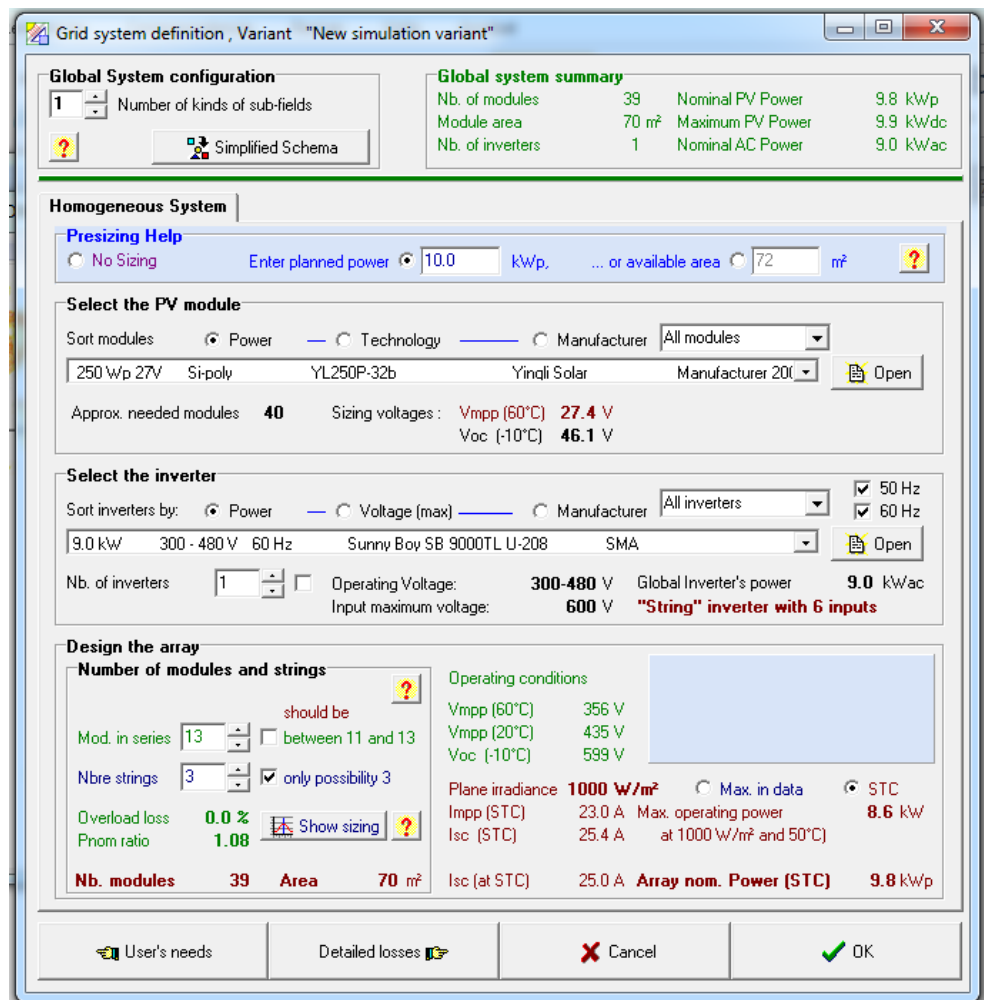 Grid system definition , Variant "New simulation variant"
Global System configuration
1 Number of kinds of sub-fields
? Simplified Schema
Global system summary
Nb. of modules 39 Nominal PV Power 9.8 kWp
Module area 70 m² Maximum PV Power 9.9 kWdc
Nb. of inverters 1 Nominal AC Power 9.0 kWac
Homogeneous System
Presizing Help
No Sizing Enter planned power 10.0 kWp, ... or available area 72 m² ?
Select the PV module
Sort modules Power Technology Manufacturer All modules
250 Wp 27V Si-poly YL250P-32b Yingli Solar Manufacturer 20 Open
Approx. needed modules 40 Sizing voltages : Vmpp (60°C) 27.4 V
Voc (-10°C) 46.1 V
Select the inverter
Sort inverters by: Power Voltage (max) Manufacturer All inverters 50 Hz
60 Hz
9.0 kW 300 - 480 V 60 Hz Sunny Boy SB 9000TL U-208 SMA Open
Nb. of inverters 1 Operating Voltage: 300-480 V Global Inverter's power 9.0 kWac
Input maximum voltage: 600 V "String" inverter with 6 inputs
Design the array
Number of modules and strings
?
should be
Mod. in series 13 between 11 and 13
Nbre strings 3 only possibility 3
Overload loss 0.0 %
Pnom ratio 1.08
Show sizing ?
Nb. modules 39 Area 70 m²
Operating conditions
Vmpp (60°C) 356 V
Vmpp (20°C) 435 V
Voc (-10°C) 599 V
Plane irradiance 1000 W/m² Max. in data STC
Impp (STC) 23.0 A Max. operating power 8.6 kW
Isc (STC) 25.4 A at 1000 W/m² and 50°C)
Isc (at STC) 25.0 A Array nom. Power (STC) 9.8 kWp
User's needs Detailed losses Cancel OK